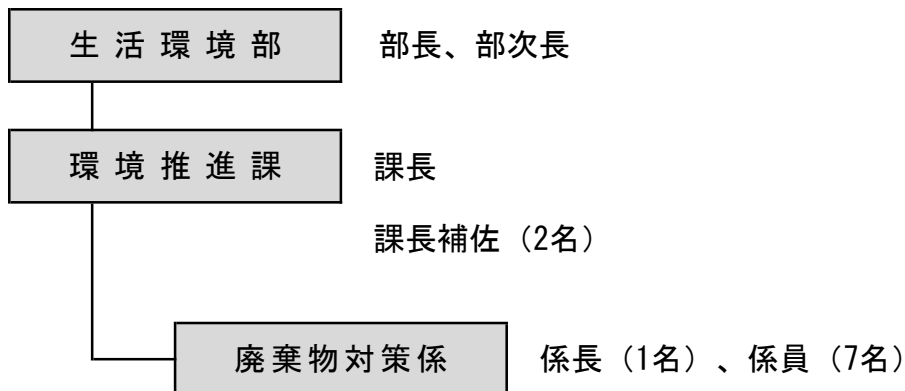 生活環境部　部長、部次長
環境推進課　課長
課長補佐（2名）
廃棄物対策係　係長（1名）、係員（7名）